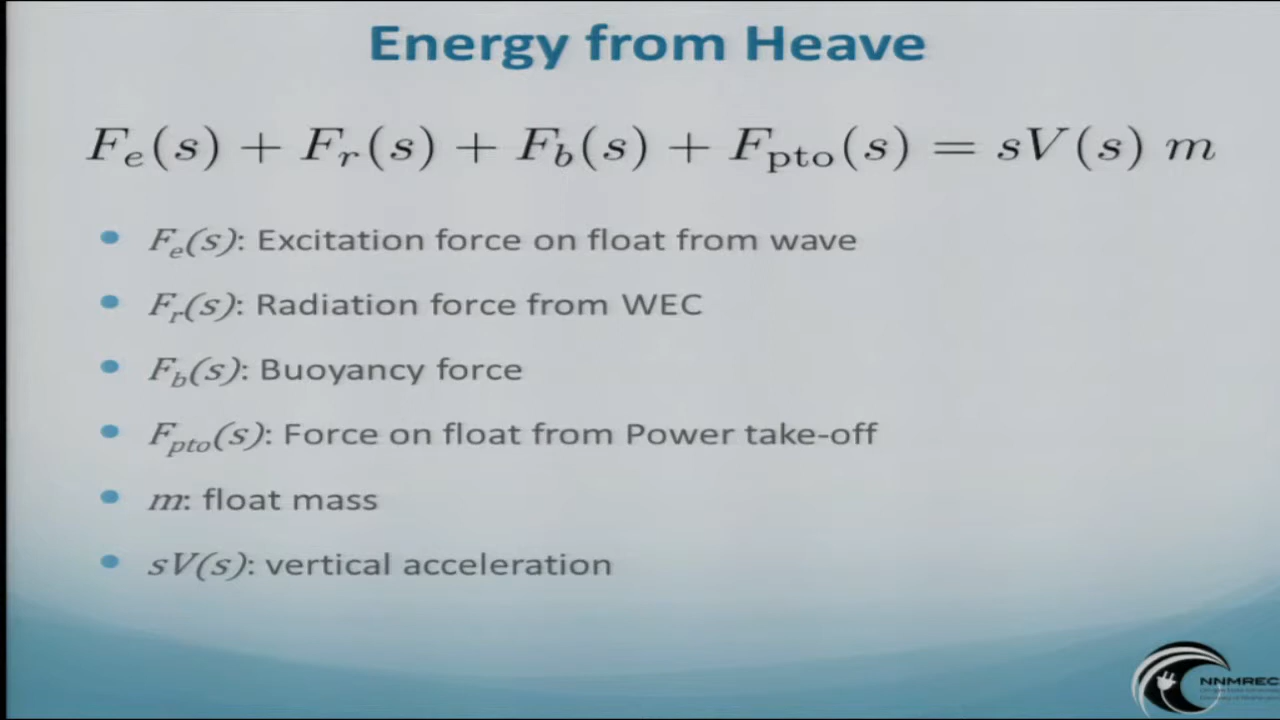 Energy from Heave
F_e(s) + F_r(s) + F_b(s) + F_pto(s) = sV(s) m
• F_e(s): Excitation force on float from wave
• F_r(s): Radiation force from WEC
• F_b(s): Buoyancy force
• F_pto(s): Force on float from Power take-off
• m: float mass
• sV(s): vertical acceleration
NNMREC